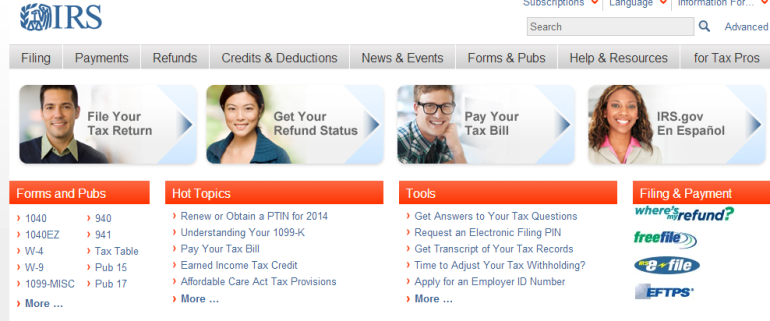 Subscriptions Language Information For...
IRS
Search Advanced
Filing Payments Refunds Credits & Deductions News & Events Forms & Pubs Help & Resources for Tax Pros
File Your
Tax Return
Get Your
Refund Status
Pay Your
Tax Bill
IRS.gov
En Español
Forms and Pubs
1040
1040EZ
W-4
W-9
1099-MISC
More ...
940
941
Tax Table
Pub 15
Pub 17
Hot Topics
Renew or Obtain a PTIN for 2014
Understanding Your 1099-K
Pay Your Tax Bill
Earned Income Tax Credit
Affordable Care Act Tax Provisions
More ...
Tools
Get Answers to Your Tax Questions
Request an Electronic Filing PIN
Get Transcript of Your Tax Records
Time to Adjust Your Tax Withholding?
Apply for an Employer ID Number
More ...
Filing & Payment
where's my refund?
freefile
IRS e file
EFTPS